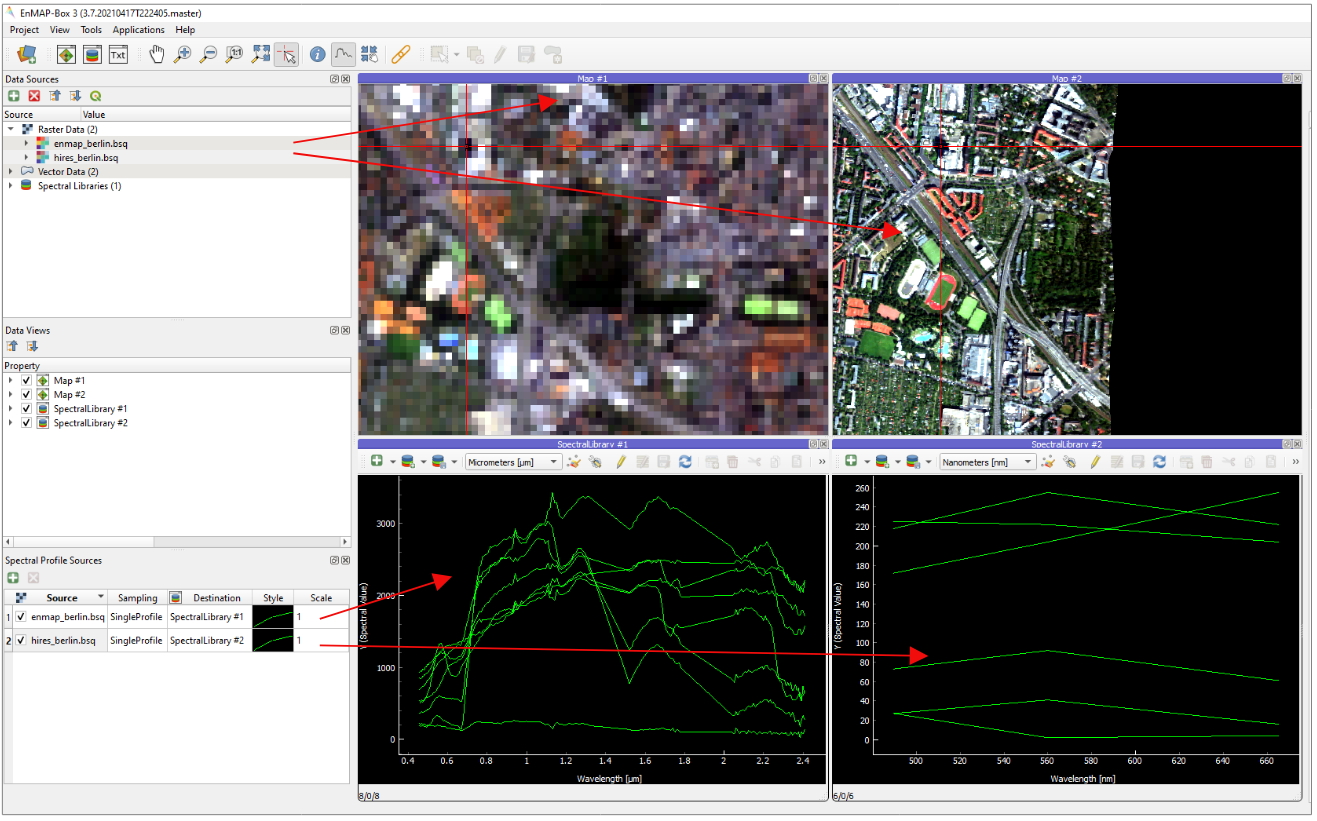 EnMAP-Box 3 (3.7.20210417T222405.master)
Project View Tools Applications Help
1:1
Txt
Data Sources
Source Value
Raster Data (2)
enmap_berlin.bsq
hires_berlin.bsq
Vector Data (2)
Spectral Libraries (1)
Data Views
Property
Map #1
Map #2
SpectralLibrary #1
SpectralLibrary #2
Spectral Profile Sources
Source Sampling Destination Style Scale
1 enmap_berlin.bsq SingleProfile SpectralLibrary #1 1
2 hires_berlin.bsq SingleProfile SpectralLibrary #2 1
Map #1
Map #2
SpectralLibrary #1
Micrometers [µm]
Y (Spectral Value)
3000
2000
1000
0
0.4 0.6 0.8 1 1.2 1.4 1.6 1.8 2 2.2 2.4
Wavelength [µm]
8/0/8
SpectralLibrary #2
Nanometers [nm]
Y (Spectral Value)
260
240
220
200
180
160
140
120
100
80
60
40
20
0
500 520 540 560 580 600 620 640 660
Wavelength [nm]
6/0/6